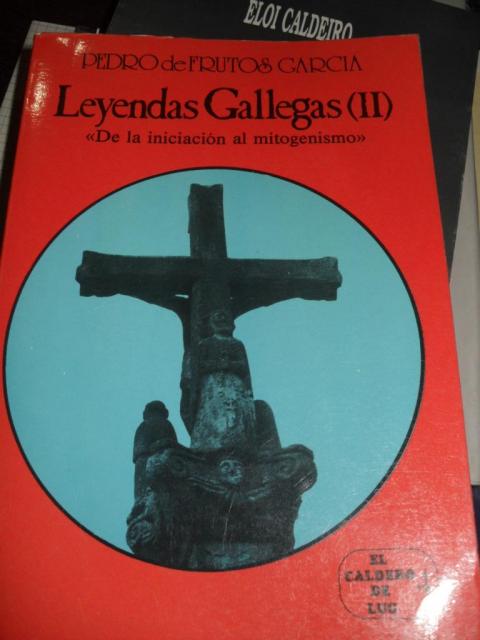 ELOI CALDEIRO
PEDRO de FRUTOS GARCIA
Leyendas Gallegas (II)
«De la iniciación al mitogenismo»
EL
CALDERO
DE
LUG